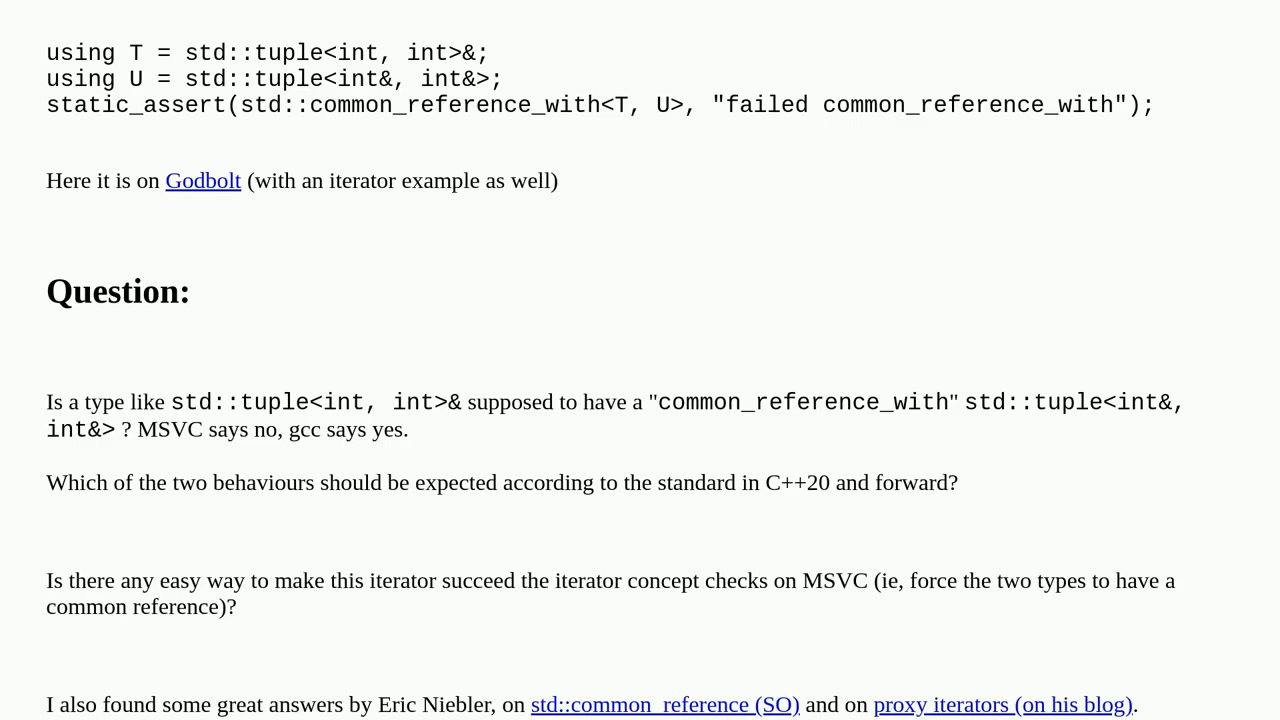 using T = std::tuple<int, int>&;
using U = std::tuple<int&, int&>;
static_assert(std::common_reference_with<T, U>, "failed common_reference_with");
Here it is on Godbolt (with an iterator example as well)
Question:
Is a type like std::tuple<int, int>& supposed to have a "common_reference_with" std::tuple<int&,
int&> ? MSVC says no, gcc says yes.
Which of the two behaviours should be expected according to the standard in C++20 and forward?
Is there any easy way to make this iterator succeed the iterator concept checks on MSVC (ie, force the two types to have a
common reference)?
I also found some great answers by Eric Niebler, on std::common_reference (SO) and on proxy iterators (on his blog).